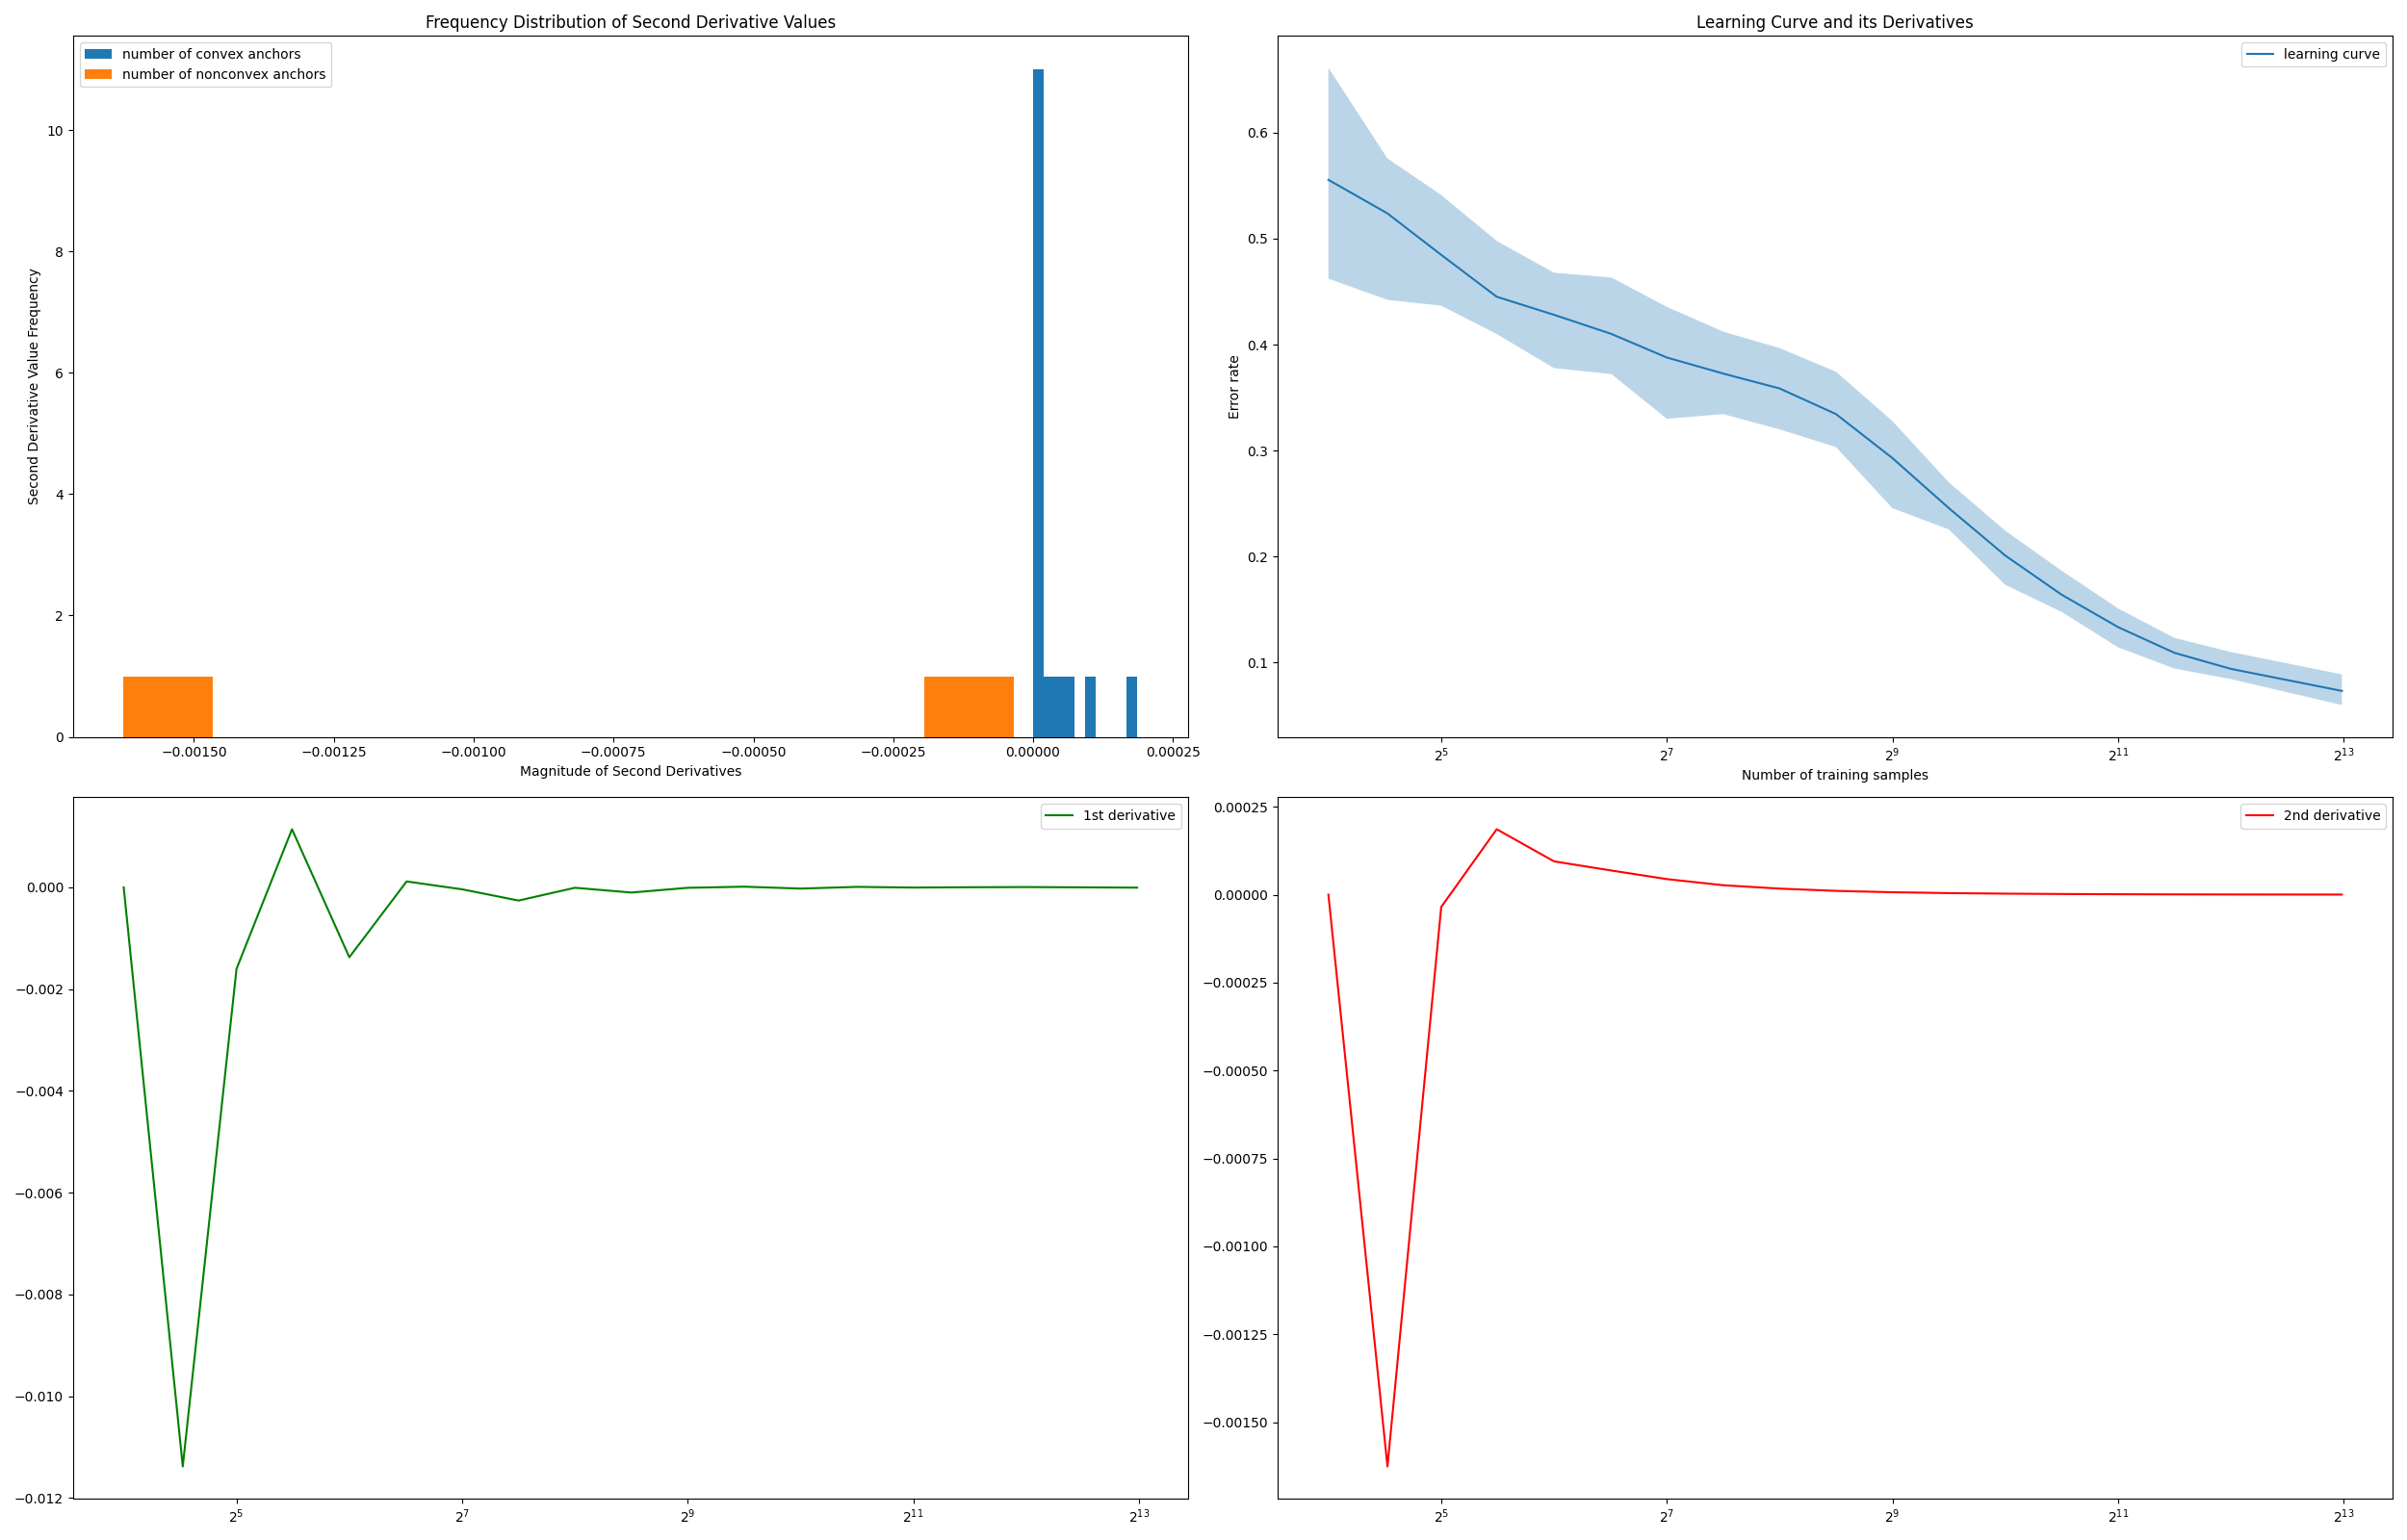 Frequency Distribution of Second Derivative Values
number of convex anchors
number of nonconvex anchors
Second Derivative Value Frequency
10
8
6
4
2
0
−0.00150 −0.00125 −0.00100 −0.00075 −0.00050 −0.00025 0.00000 0.00025
Magnitude of Second Derivatives
Learning Curve and its Derivatives
learning curve
Error rate
0.6
0.5
0.4
0.3
0.2
0.1
2^5 2^7 2^9 2^11 2^13
Number of training samples
1st derivative
0.000
−0.002
−0.004
−0.006
−0.008
−0.010
−0.012
2^5 2^7 2^9 2^11 2^13
2nd derivative
0.00025
0.00000
−0.00025
−0.00050
−0.00075
−0.00100
−0.00125
−0.00150
2^5 2^7 2^9 2^11 2^13